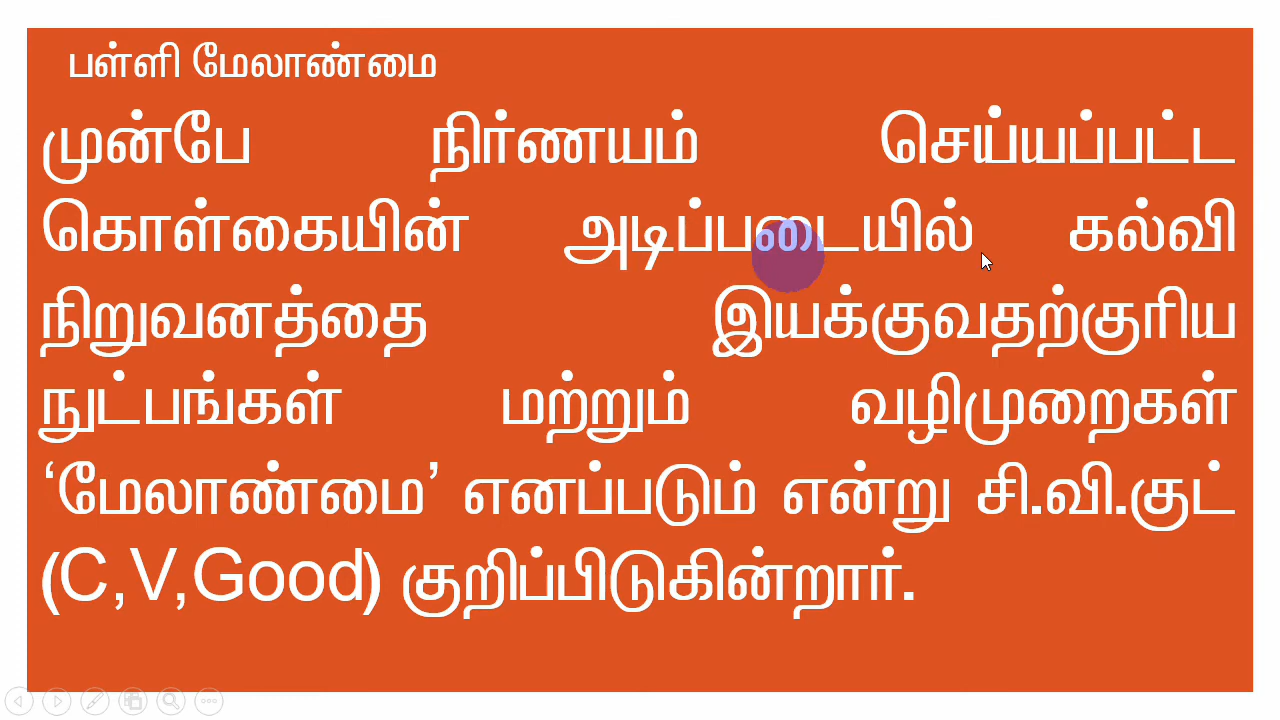 பள்ளி மேலாண்மை
முன்பே நிர்ணயம் செய்யப்பட்ட
கொள்கையின் அடிப்படையில் கல்வி
நிறுவனத்தை இயக்குவதற்குரிய
நுட்பங்கள் மற்றும் வழிமுறைகள்
‘மேலாண்மை’ எனப்படும் என்று சி.வி.குட்
(C,V,Good) குறிப்பிடுகின்றார்.